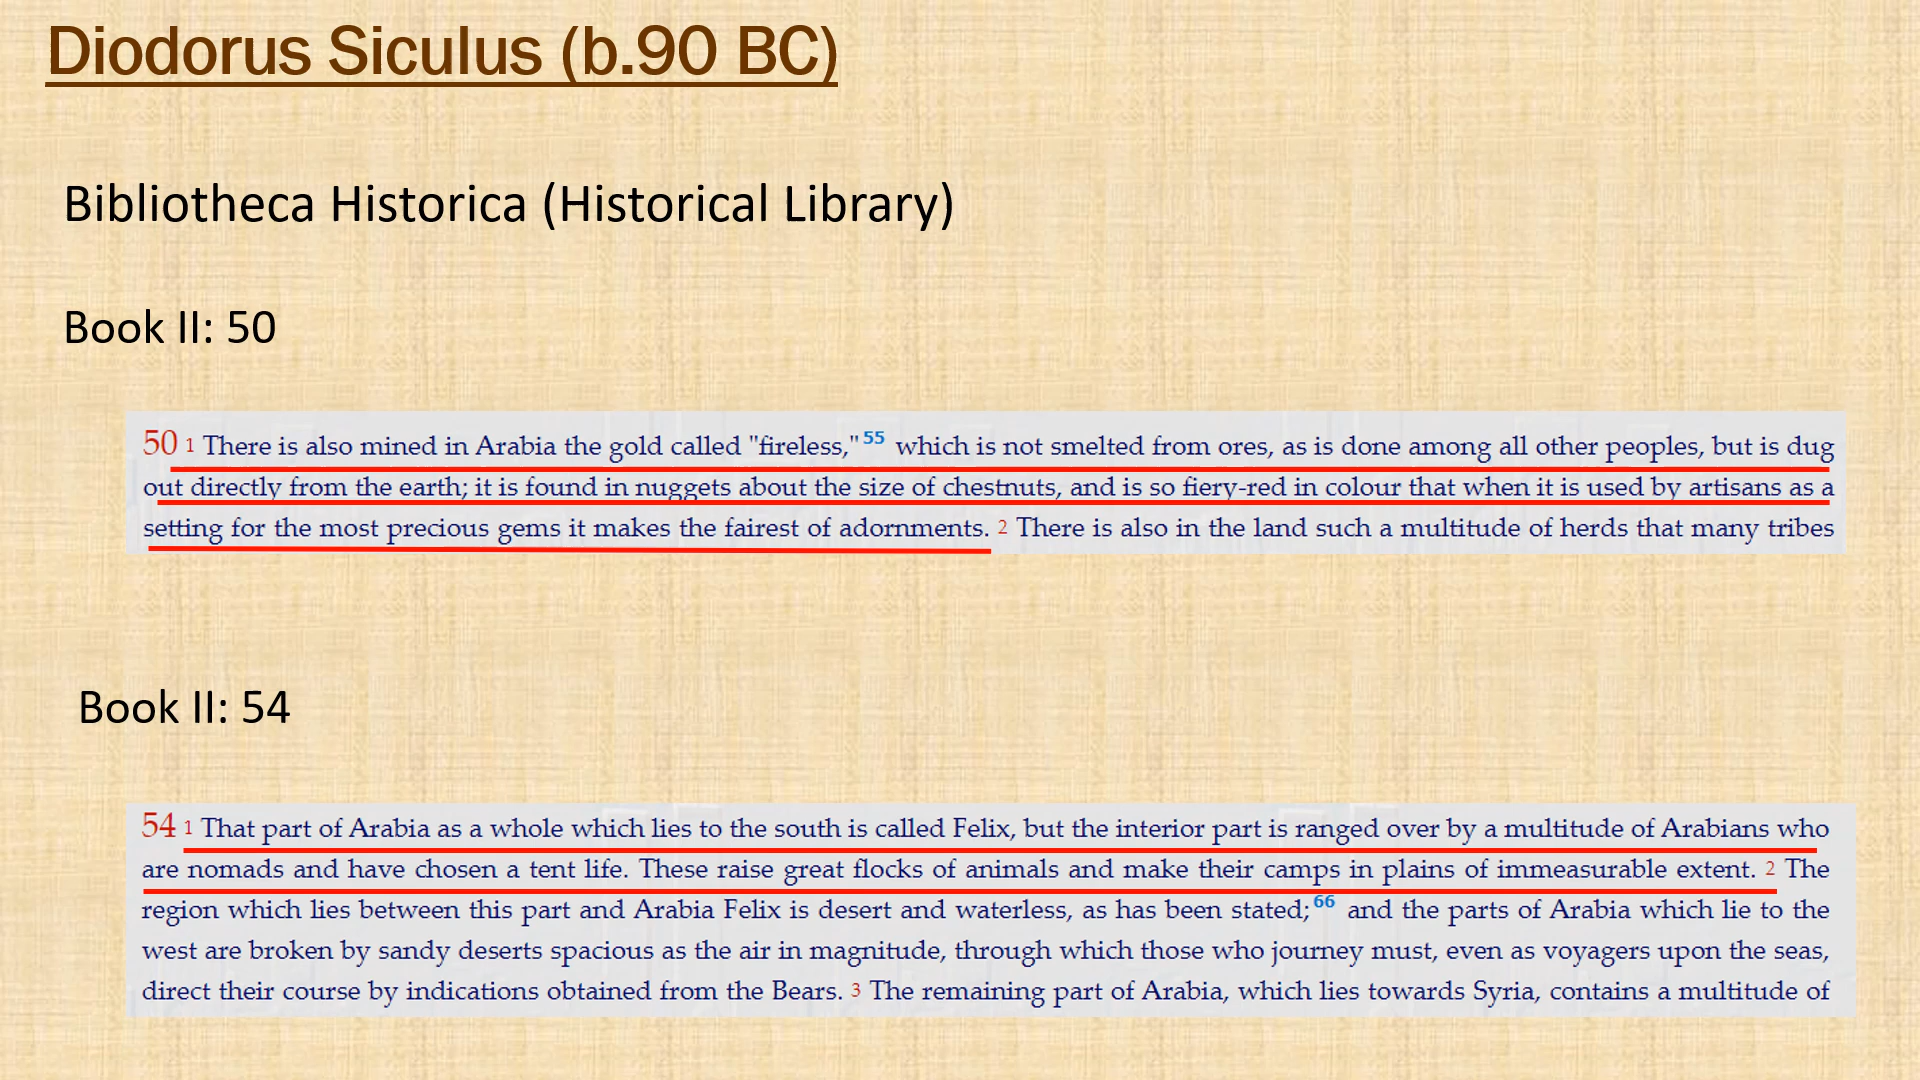 Diodorus Siculus (b.90 BC)
Bibliotheca Historica (Historical Library)
Book II: 50
50 1 There is also mined in Arabia the gold called "fireless,"55 which is not smelted from ores, as is done among all other peoples, but is dug
out directly from the earth; it is found in nuggets about the size of chestnuts, and is so fiery-red in colour that when it is used by artisans as a
setting for the most precious gems it makes the fairest of adornments. 2 There is also in the land such a multitude of herds that many tribes
Book II: 54
54 1 That part of Arabia as a whole which lies to the south is called Felix, but the interior part is ranged over by a multitude of Arabians who
are nomads and have chosen a tent life. These raise great flocks of animals and make their camps in plains of immeasurable extent. 2 The
region which lies between this part and Arabia Felix is desert and waterless, as has been stated;66 and the parts of Arabia which lie to the
west are broken by sandy deserts spacious as the air in magnitude, through which those who journey must, even as voyagers upon the seas,
direct their course by indications obtained from the Bears. 3 The remaining part of Arabia, which lies towards Syria, contains a multitude of